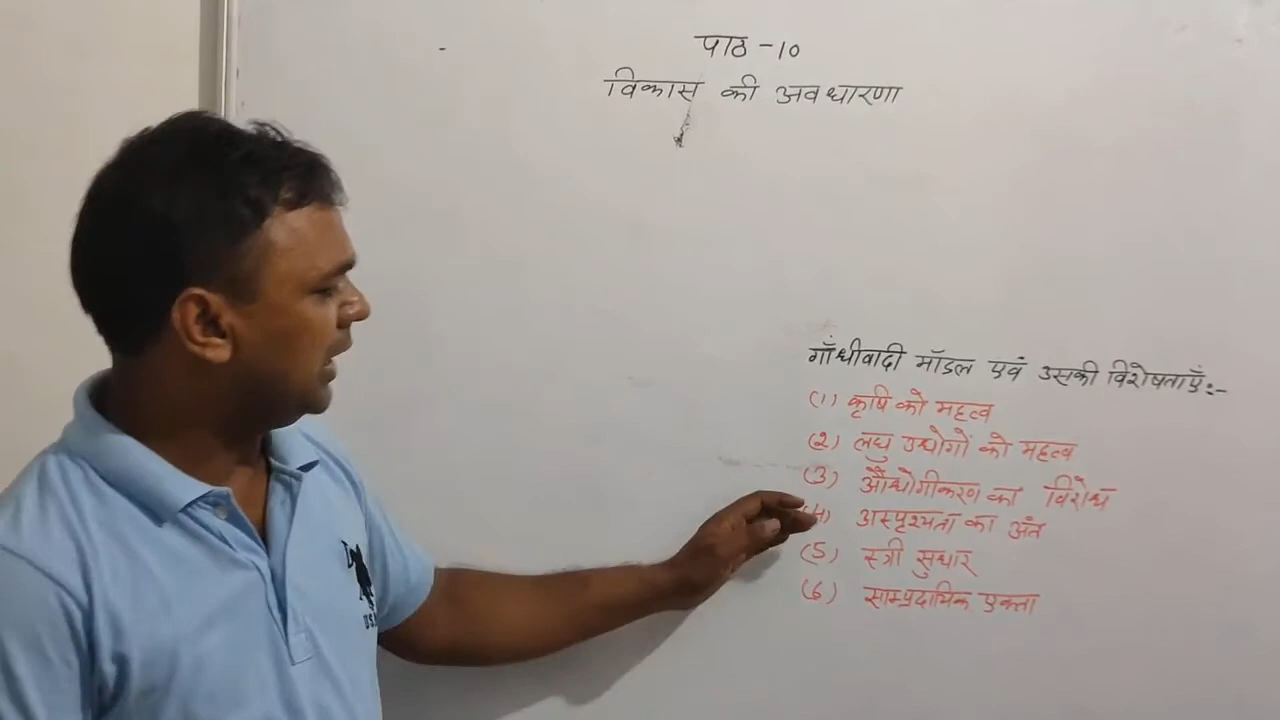 पाठ -10
विकास की अवधारणा
गाँधीवादी मॉडल एवं उसकी विशेषताएँ:-
(1) कृषि को महत्व
(2) लघु उद्योगों को महत्व
(3) औद्योगीकरण का विरोध
(4) अस्पृश्यता का अंत
(5) स्त्री सुधार
(6) साम्प्रदायिक एकता